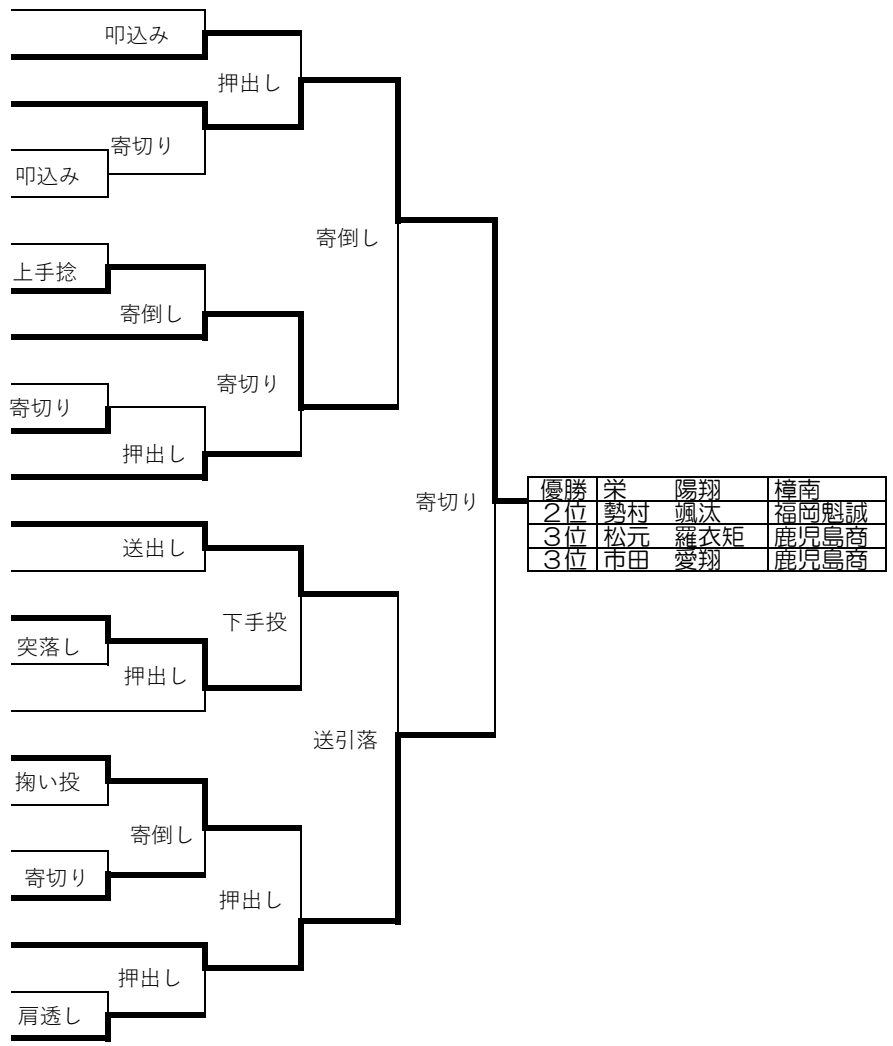 叩込み
押出し
寄切り
叩込み
寄倒し
上手捻
寄倒し
寄切り
寄切り
押出し
寄切り
優勝 栄 陽翔 樟南
2位 勢村 颯汰 福岡魁誠
3位 松元 羅衣矩 鹿児島商
3位 市田 愛翔 鹿児島商
送出し
下手投
突落し
押出し
送引落
掬い投
寄倒し
寄切り
押出し
押出し
肩透し